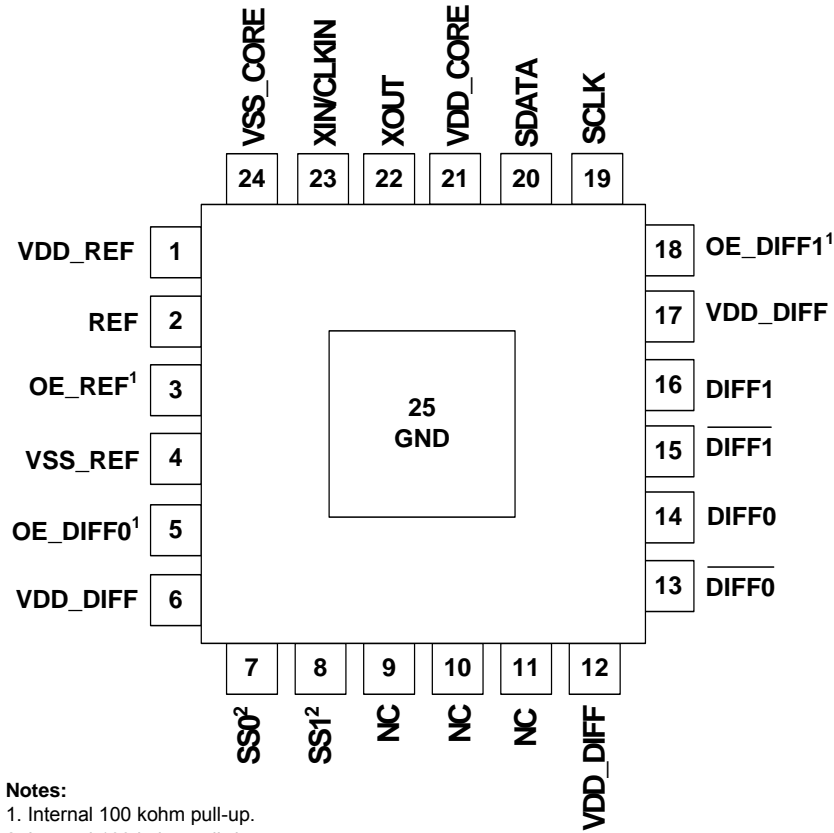 VSS_CORE
XIN/CLKIN
XOUT
VDD_CORE
SDATA
SCLK
24
23
22
21
20
19
VDD_REF 1
REF 2
OE_REF¹ 3
VSS_REF 4
OE_DIFF0¹ 5
VDD_DIFF 6
18 OE_DIFF1¹
17 VDD_DIFF
16 DIFF1
15 D̅I̅F̅F̅1̅
14 DIFF0
13 D̅I̅F̅F̅0̅
25
GND
7
8
9
10
11
12
SS0²
SS1²
NC
NC
NC
VDD_DIFF
Notes:
1. Internal 100 kohm pull-up.